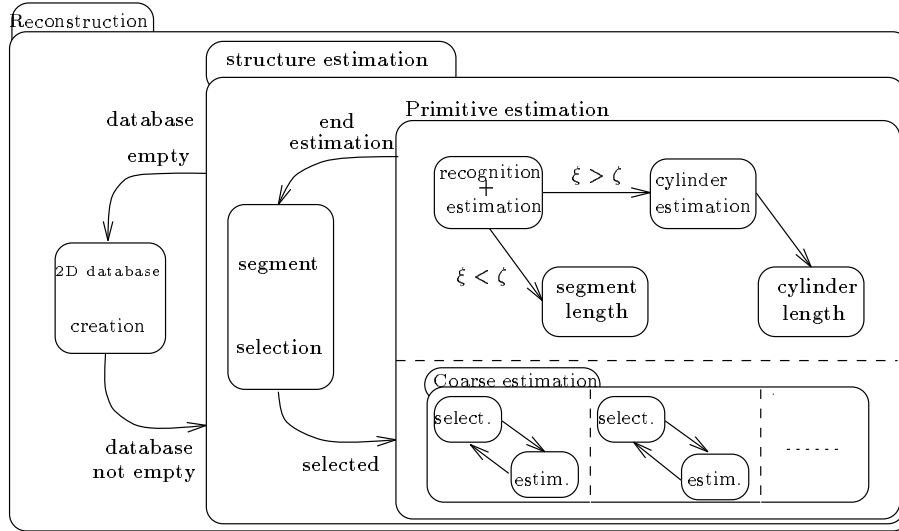 Reconstruction
structure estimation
Primitive estimation
database
empty
end
estimation
recognition
+
estimation
ξ > ζ
cylinder
estimation
2D database
creation
segment
selection
ξ < ζ
segment
length
cylinder
length
Coarse estimation
select.
estim.
select.
estim.
......
database
not empty
selected